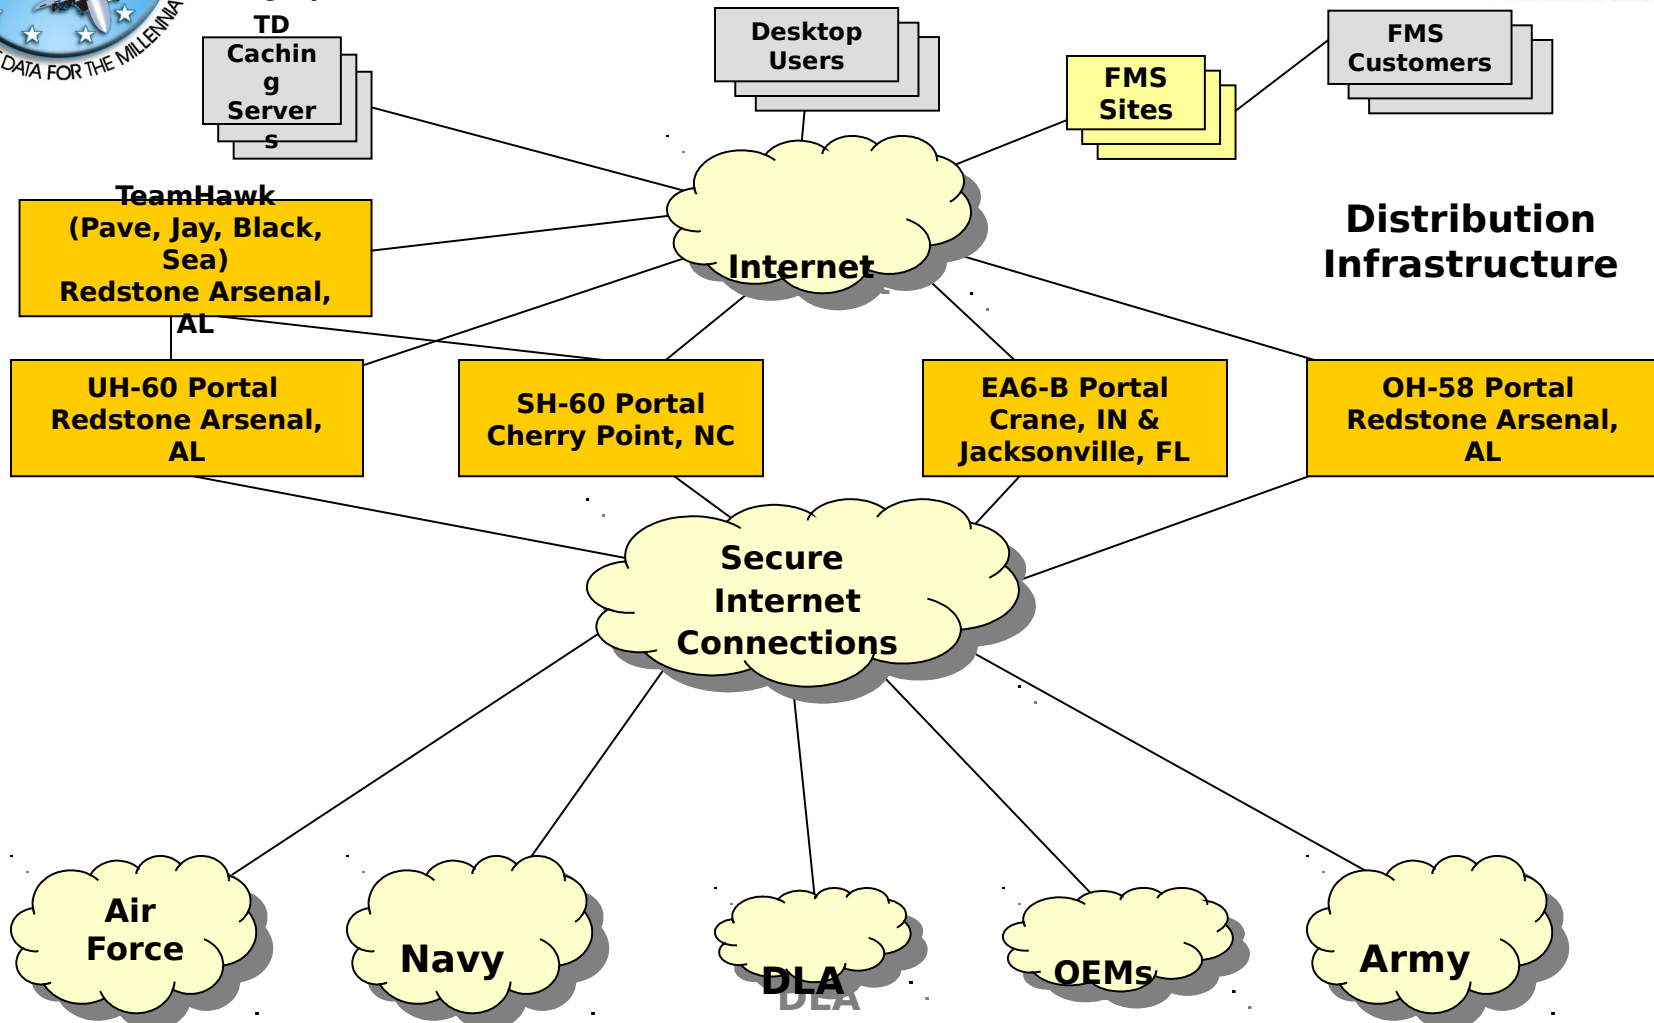 DATA FOR THE MILLENNIA
TD
Cachin
g
Server
s
Desktop
Users
FMS
Sites
FMS
Customers
TeamHawk
(Pave, Jay, Black,
Sea)
Redstone Arsenal,
AL
Internet
Distribution
Infrastructure
UH-60 Portal
Redstone Arsenal,
AL
SH-60 Portal
Cherry Point, NC
EA6-B Portal
Crane, IN &
Jacksonville, FL
OH-58 Portal
Redstone Arsenal,
AL
Secure
Internet
Connections
Air
Force
Navy
DLA
OEMs
Army